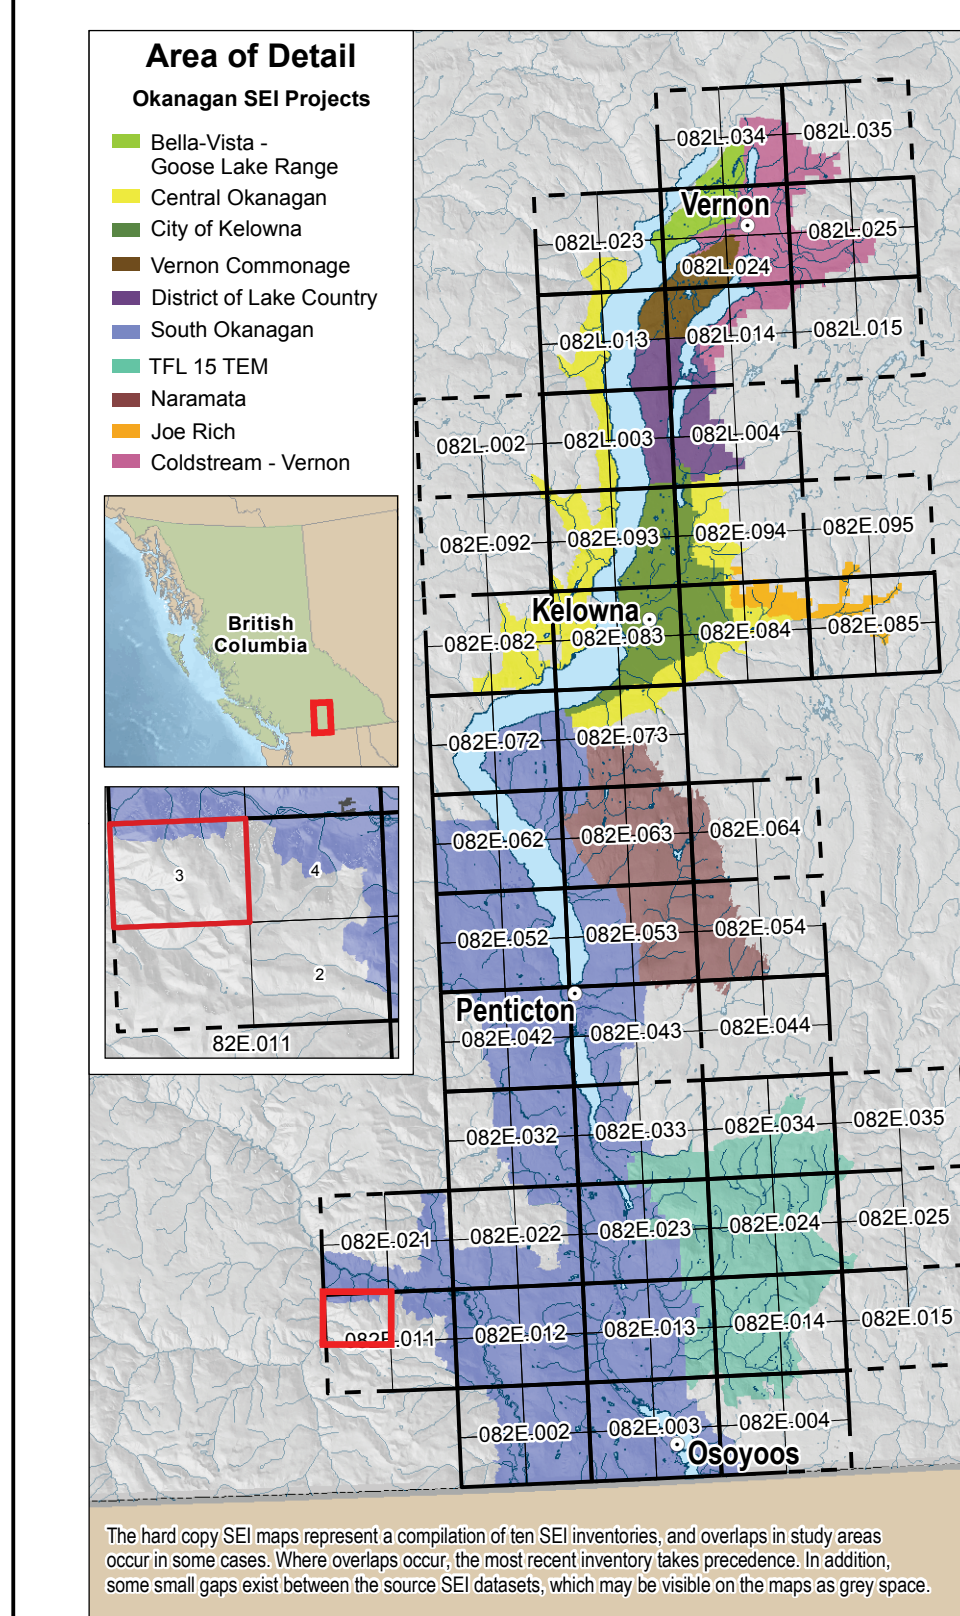 Area of Detail
Okanagan SEI Projects
Bella-Vista -
Goose Lake Range
Central Okanagan
City of Kelowna
Vernon Commonage
District of Lake Country
South Okanagan
TFL 15 TEM
Naramata
Joe Rich
Coldstream - Vernon
British
Columbia
3
4
2
82E.011
082L.034
082L.035
Vernon
082L.023
082L.025
082L.024
082L.013
082L.014
082L.015
082L.002
082L.003
082L.004
082E.092
082E.093
082E.094
082E.095
Kelowna
082E.082
082E.083
082E.084
082E.085
082E.072
082E.073
082E.062
082E.063
082E.064
082E.052
082E.053
082E.054
Penticton
082E.042
082E.043
082E.044
082E.032
082E.033
082E.034
082E.035
082E.021
082E.022
082E.023
082E.024
082E.025
082E.011
082E.012
082E.013
082E.014
082E.015
082E.002
082E.003
082E.004
Osoyoos
The hard copy SEI maps represent a compilation of ten SEI inventories, and overlaps in study areas
occur in some cases. Where overlaps occur, the most recent inventory takes precedence. In addition,
some small gaps exist between the source SEI datasets, which may be visible on the maps as grey space.